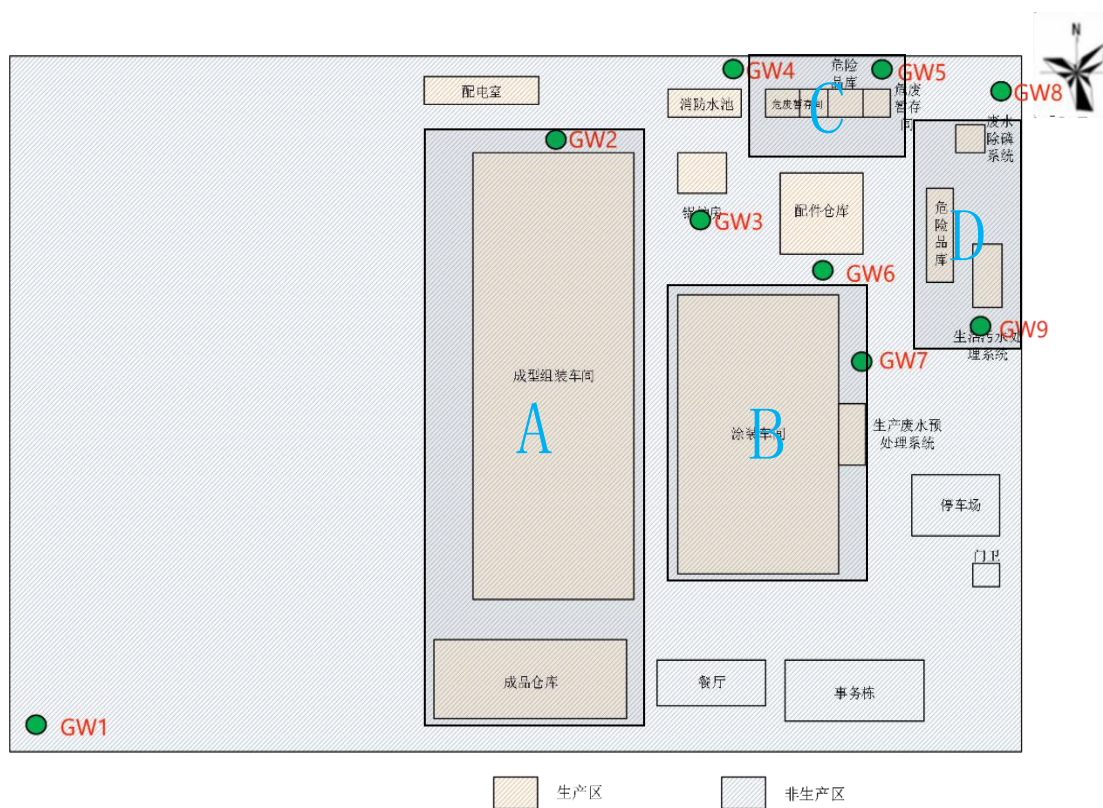 N
GW4
危险
品库
GW5
危废
暂存
间
GW8
配电室
消防水池
危废暂存间
C
GW2
废水
除磷
系统
锅炉房
GW3
配件仓库
危
险
品
库
D
GW6
GW9
生活污水处
理系统
GW7
成型组装车间
A
涂装车间
B
生产废水预
处理系统
停车场
门卫
成品仓库
餐厅
事务栋
GW1
生产区
非生产区